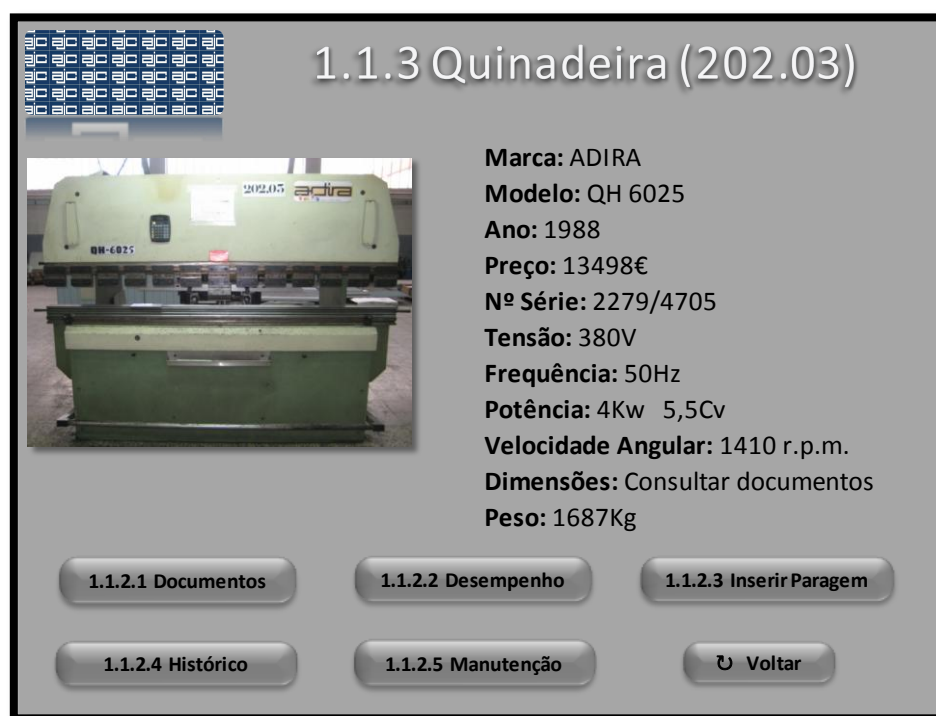 1.1.3 Quinadeira (202.03)
202.03 adira
QH-6025
Marca: ADIRA
Modelo: QH 6025
Ano: 1988
Preço: 13498€
Nº Série: 2279/4705
Tensão: 380V
Frequência: 50Hz
Potência: 4Kw 5,5Cv
Velocidade Angular: 1410 r.p.m.
Dimensões: Consultar documentos
Peso: 1687Kg
1.1.2.1 Documentos
1.1.2.2 Desempenho
1.1.2.3 Inserir Paragem
1.1.2.4 Histórico
1.1.2.5 Manutenção
↻ Voltar